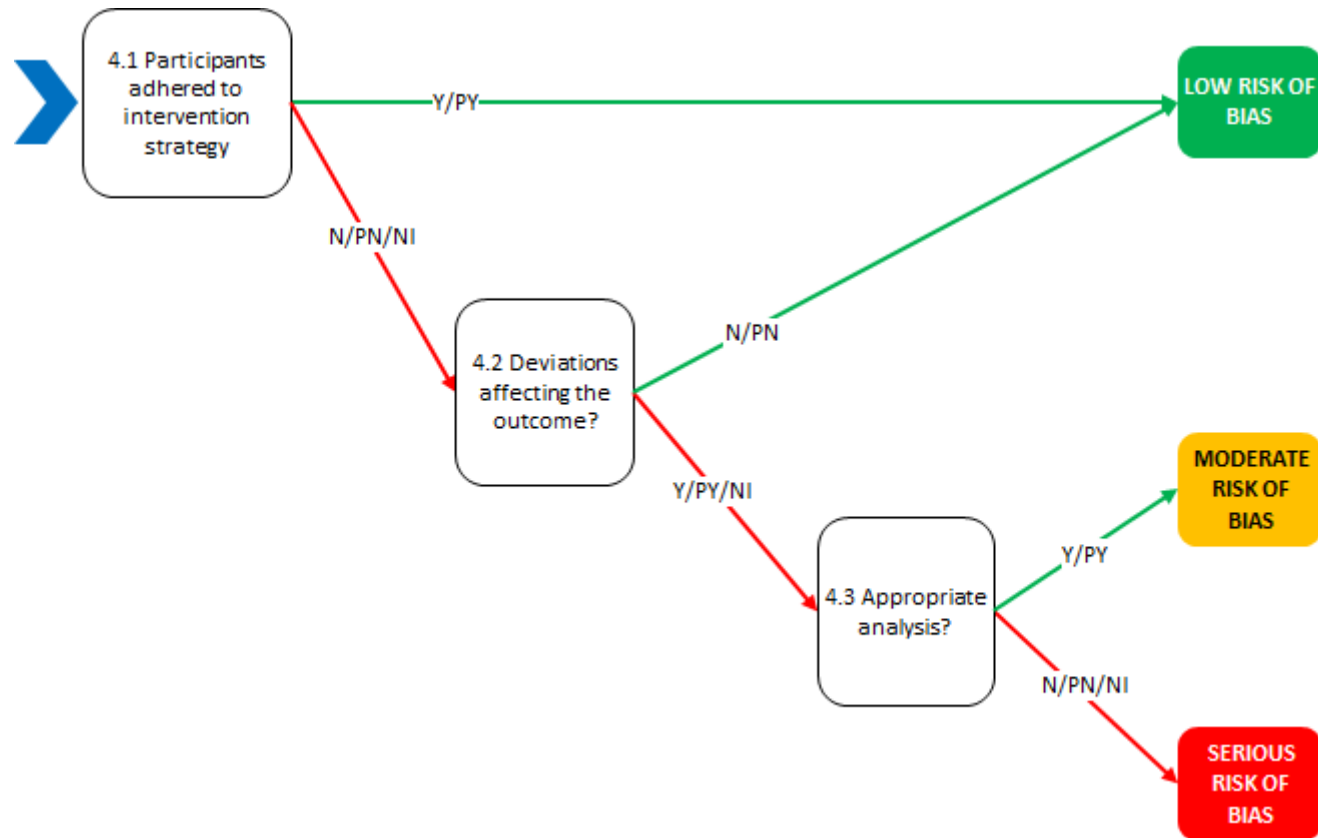 4.1 Participants
adhered to
intervention
strategy
Y/PY
LOW RISK OF
BIAS
N/PN/NI
4.2 Deviations
affecting the
outcome?
N/PN
Y/PY/NI
MODERATE
RISK OF
BIAS
4.3 Appropriate
analysis?
Y/PY
N/PN/NI
SERIOUS
RISK OF
BIAS